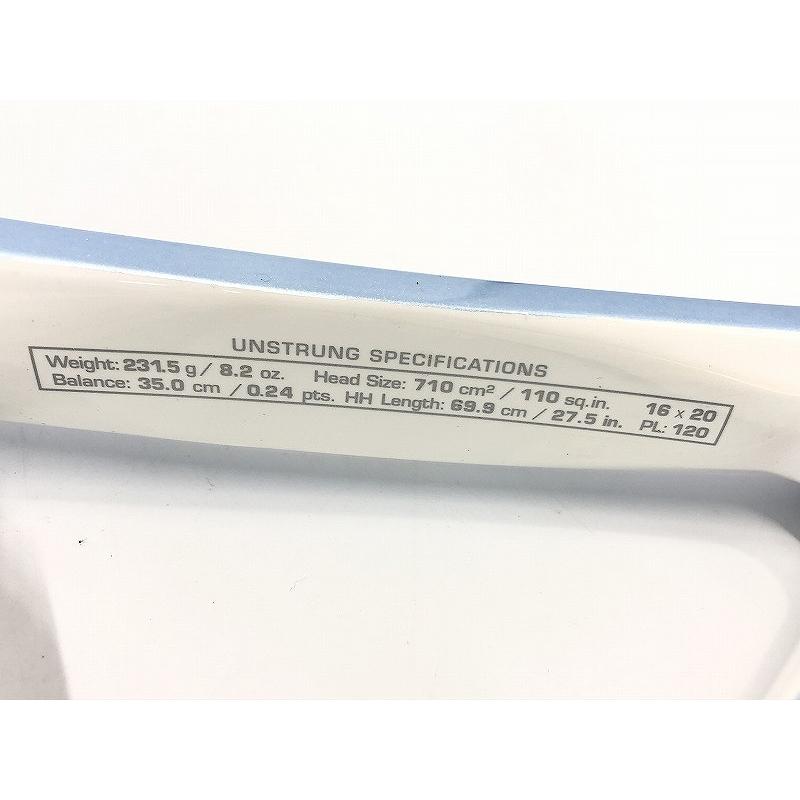 UNSTRUNG SPECIFICATIONS
Weight: 231.5 g / 8.2 oz. Head Size: 710 cm² / 110 sq.in. 16 x 20
Balance: 35.0 cm / 0.24 pts. HH Length: 69.9 cm / 27.5 in. PL: 120